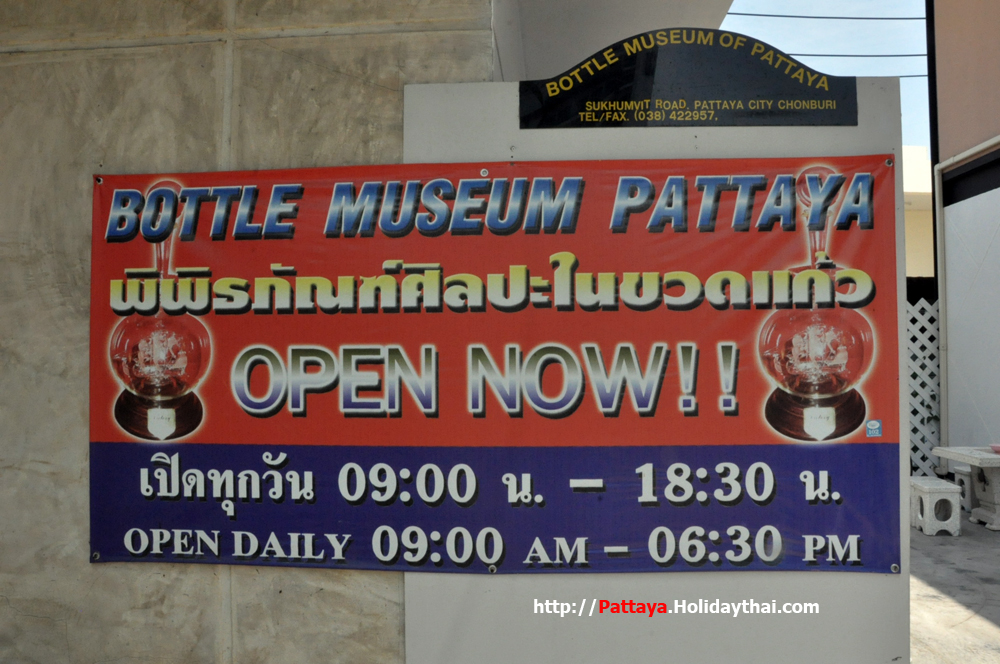 BOTTLE MUSEUM OF PATTAYA
SUKHUMVIT ROAD, PATTAYA CITY CHONBURI
TEL/FAX. (038) 422957.
BOTTLE MUSEUM PATTAYA
พิพิธภัณฑ์ศิลปะในขวดแก้ว
OPEN NOW!!
เปิดทุกวัน 09:00 น. – 18:30 น.
OPEN DAILY 09:00 AM – 06:30 PM
http://Pattaya.Holidaythai.com